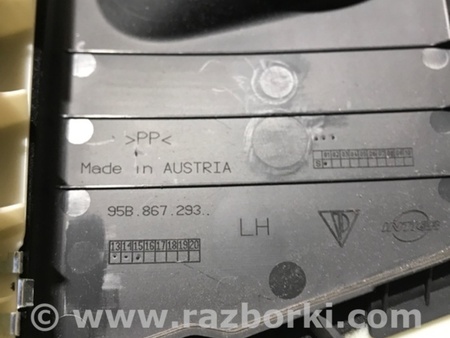 >PP<
Made in AUSTRIA
95B.867.293..
LH
13 14 15 16 17 18 19 20
© www.razborki.com